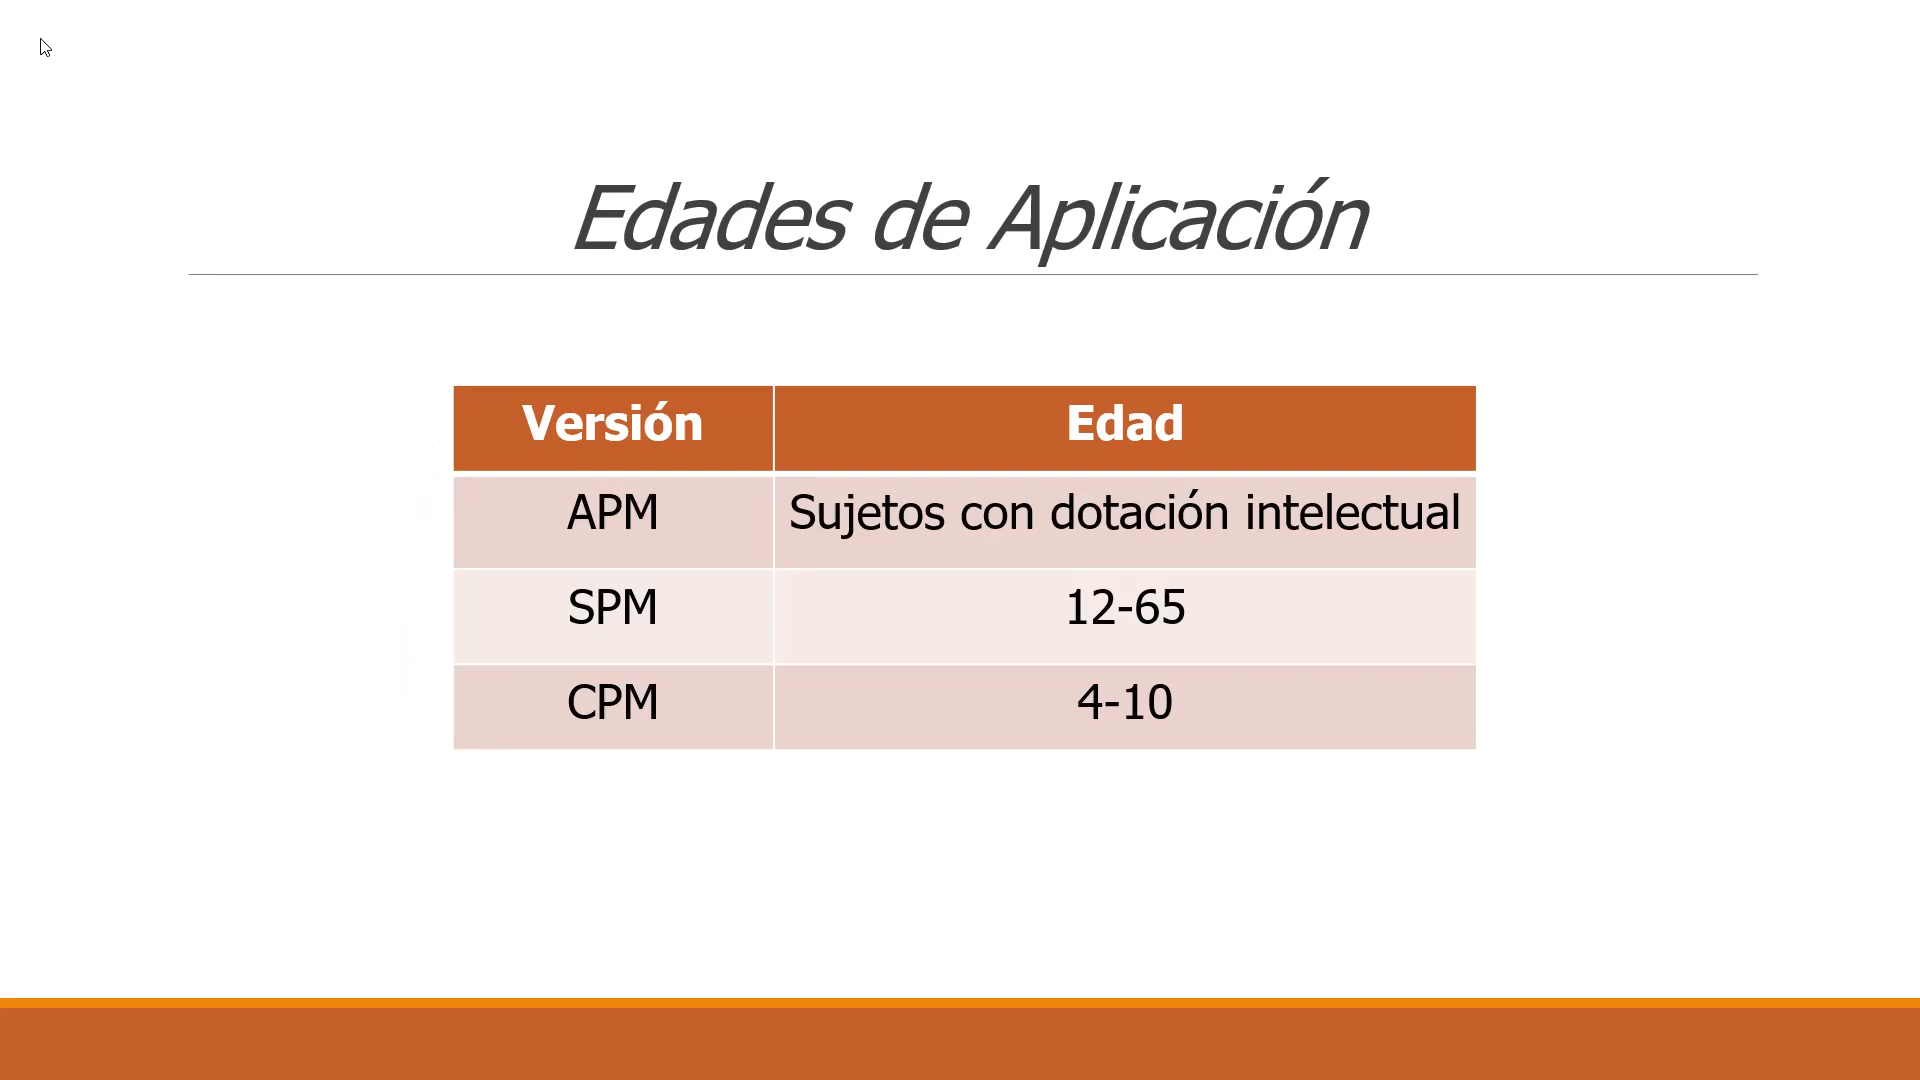 Edades de Aplicación
Versión Edad
APM Sujetos con dotación intelectual
SPM 12-65
CPM 4-10